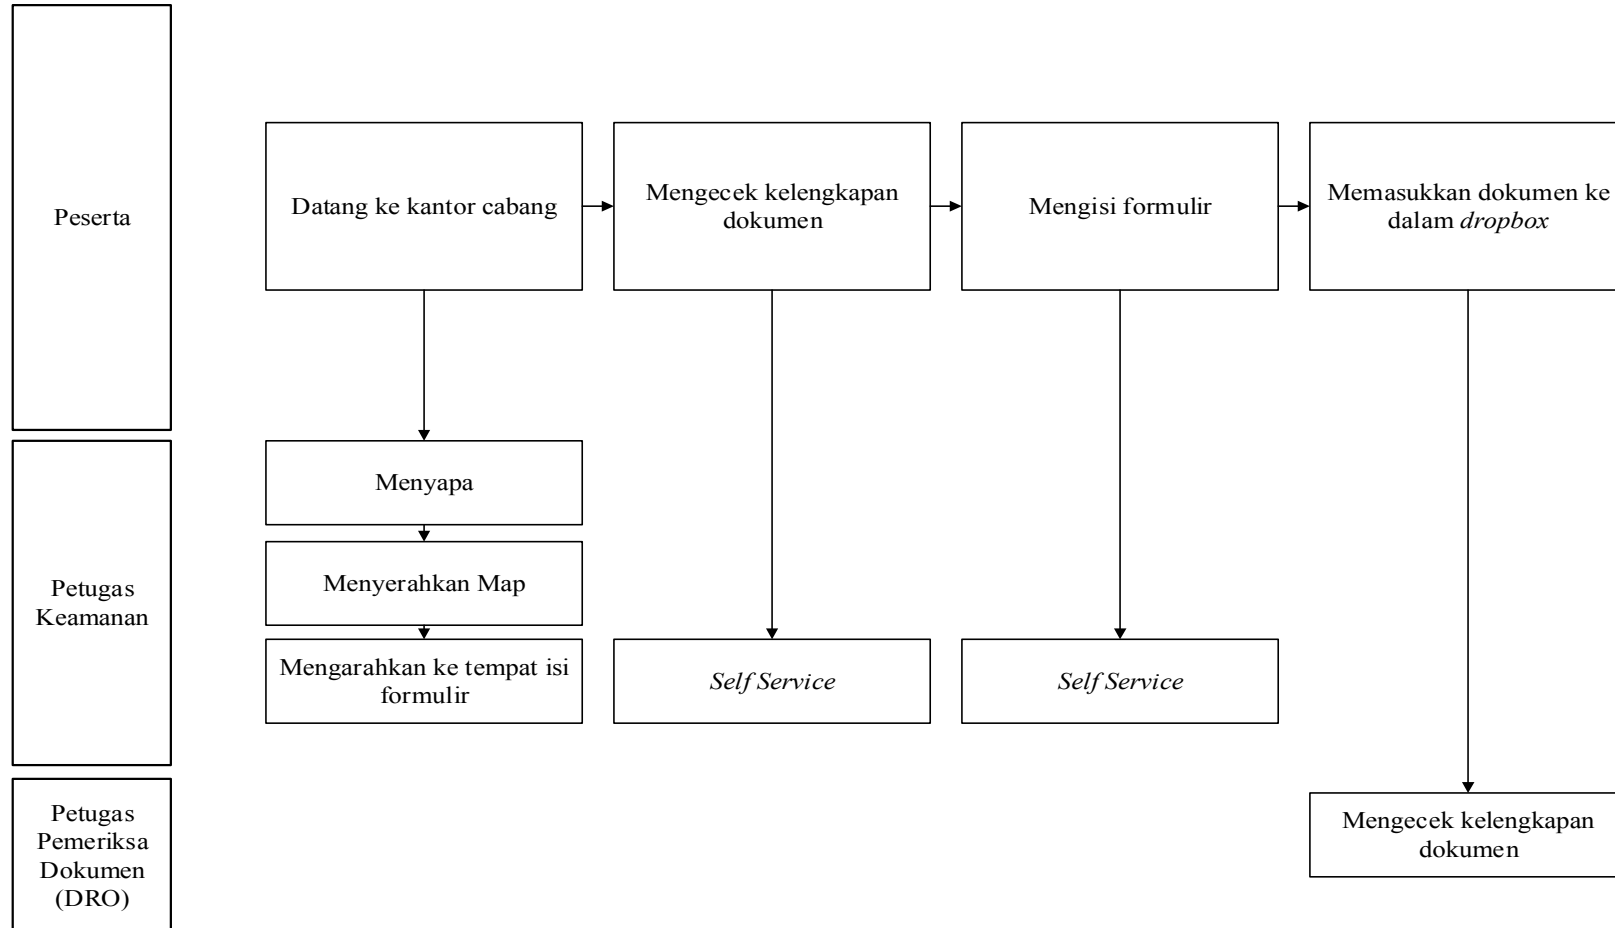 Peserta
Datang ke kantor cabang
Mengecek kelengkapan
dokumen
Mengisi formulir
Memasukkan dokumen ke
dalam dropbox
Petugas
Keamanan
Menyapa
Menyerahkan Map
Mengarahkan ke tempat isi
formulir
Self Service
Self Service
Petugas
Pemeriksa
Dokumen
(DRO)
Mengecek kelengkapan
dokumen